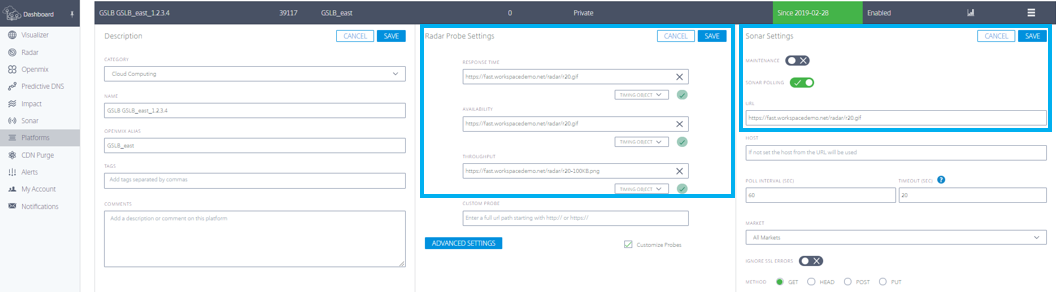 Dashboard
Visualizer
Radar
Openmix
Predictive DNS
Impact
Sonar
Platforms
CDN Purge
Alerts
My Account
Notifications
GSLB GSLB_east_1.2.3.4 39117 GSLB_east 0 Private Since 2019-02-28 Enabled
Description CANCEL SAVE
CATEGORY
Cloud Computing
NAME
GSLB GSLB_east_1.2.3.4
OPENMIX ALIAS
GSLB_east
TAGS
Add tags separated by commas
COMMENTS
Add a description or comment on this platform
Radar Probe Settings CANCEL SAVE
RESPONSE TIME
https://fast.workspacedemo.net/radar/r20.gif
TIMING OBJECT
AVAILABILITY
https://fast.workspacedemo.net/radar/r20.gif
TIMING OBJECT
THROUGHPUT
https://fast.workspacedemo.net/radar/r20-100KB.png
TIMING OBJECT
CUSTOM PROBE
Enter a full url path starting with http:// or https://
ADVANCED SETTINGS Customize Probes
Sonar Settings CANCEL SAVE
MAINTENANCE
SONAR POLLING
URL
https://fast.workspacedemo.net/radar/r20.gif
HOST
If not set the host from the URL will be used
POLL INTERVAL (SEC) TIMEOUT (SEC)
60 20
MARKET
All Markets
IGNORE SSL ERRORS
METHOD GET HEAD POST PUT